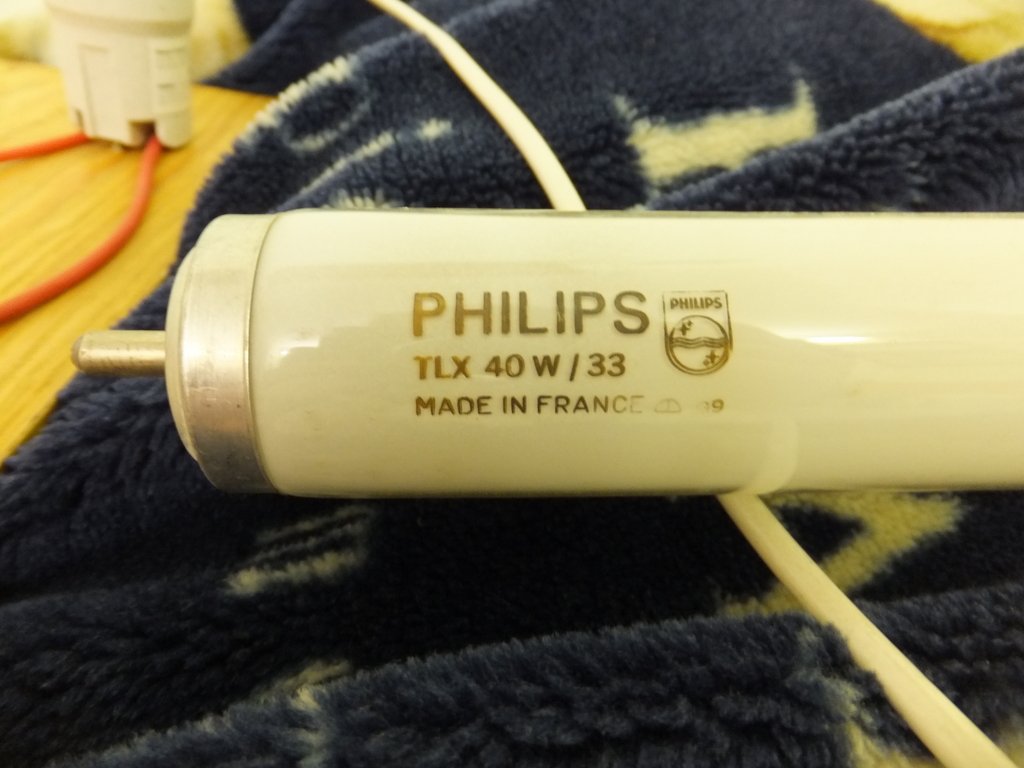 PHILIPS
PHILIPS
TLX 40 W / 33
MADE IN FRANCE